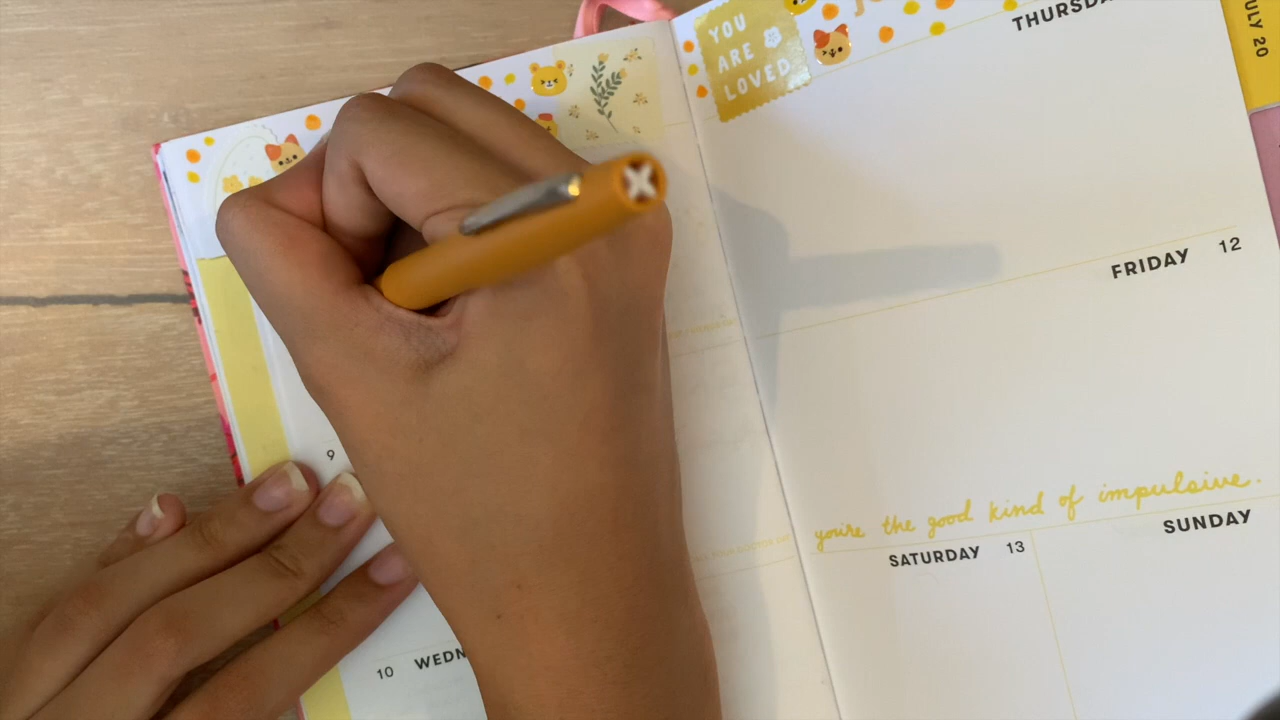 9
10 WEDN
YOU
ARE
LOVED
THURSDA
FRIDAY 12
you're the good kind of impulsive.
SATURDAY 13
SUNDAY
ULY 20